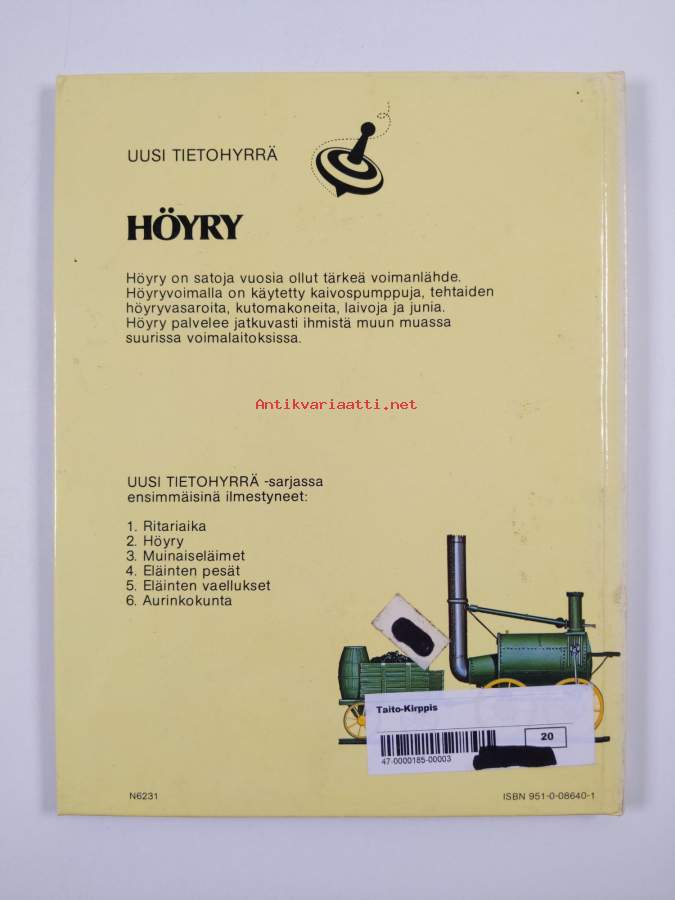 UUSI TIETOHYRRÄ
HÖYRY
Höyry on satoja vuosia ollut tärkeä voimanlähde.
Höyryvoimalla on käytetty kaivospumppuja, tehtaiden
höyryvasaroita, kutomakoneita, laivoja ja junia.
Höyry palvelee jatkuvasti ihmistä muun muassa
suurissa voimalaitoksissa.
Antikvariaatti.net
UUSI TIETOHYRRÄ -sarjassa
ensimmäisinä ilmestyneet:
1. Ritariaika
2. Höyry
3. Muinaiseläimet
4. Eläinten pesät
5. Eläinten vaellukset
6. Aurinkokunta
Taito-Kirppis
20
47-0000185-00003
N6231
ISBN 951-0-08640-1